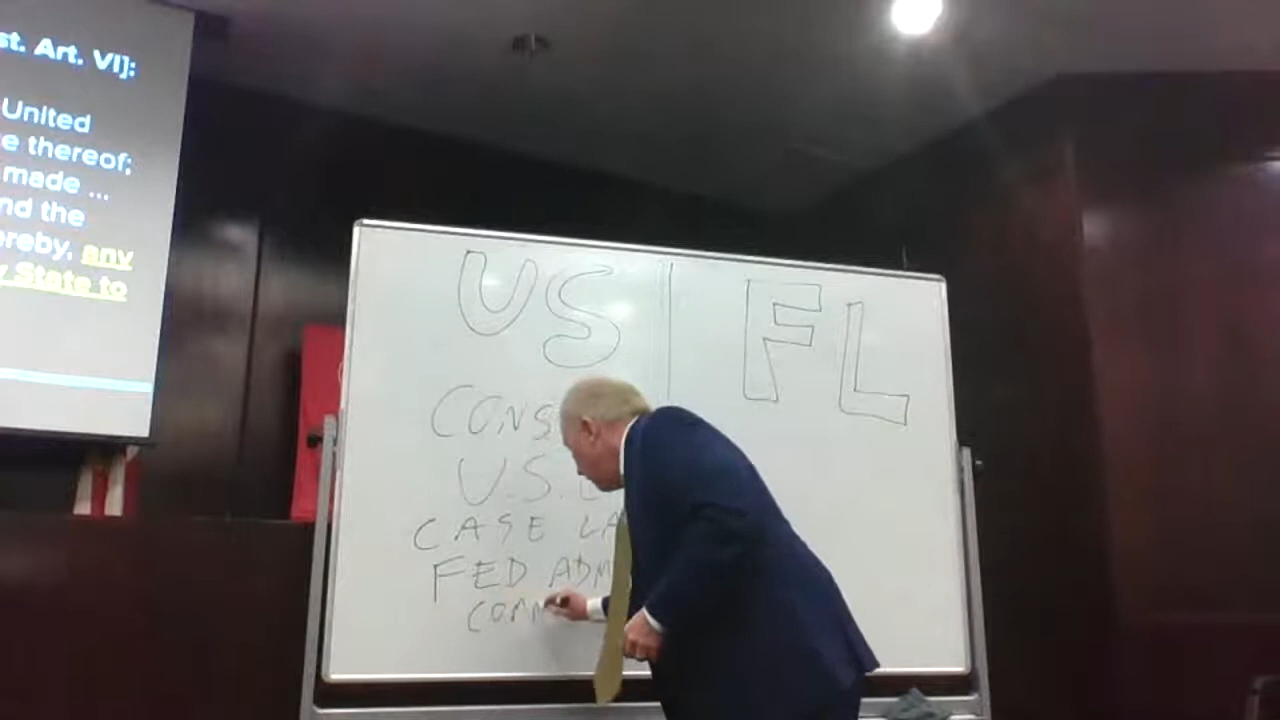 st. Art. VI]:
United
e thereof;
made ...
nd the
ereby, any
y State to
US
FL
CONS
U.S.
CASE LA
FED ADM
COMM